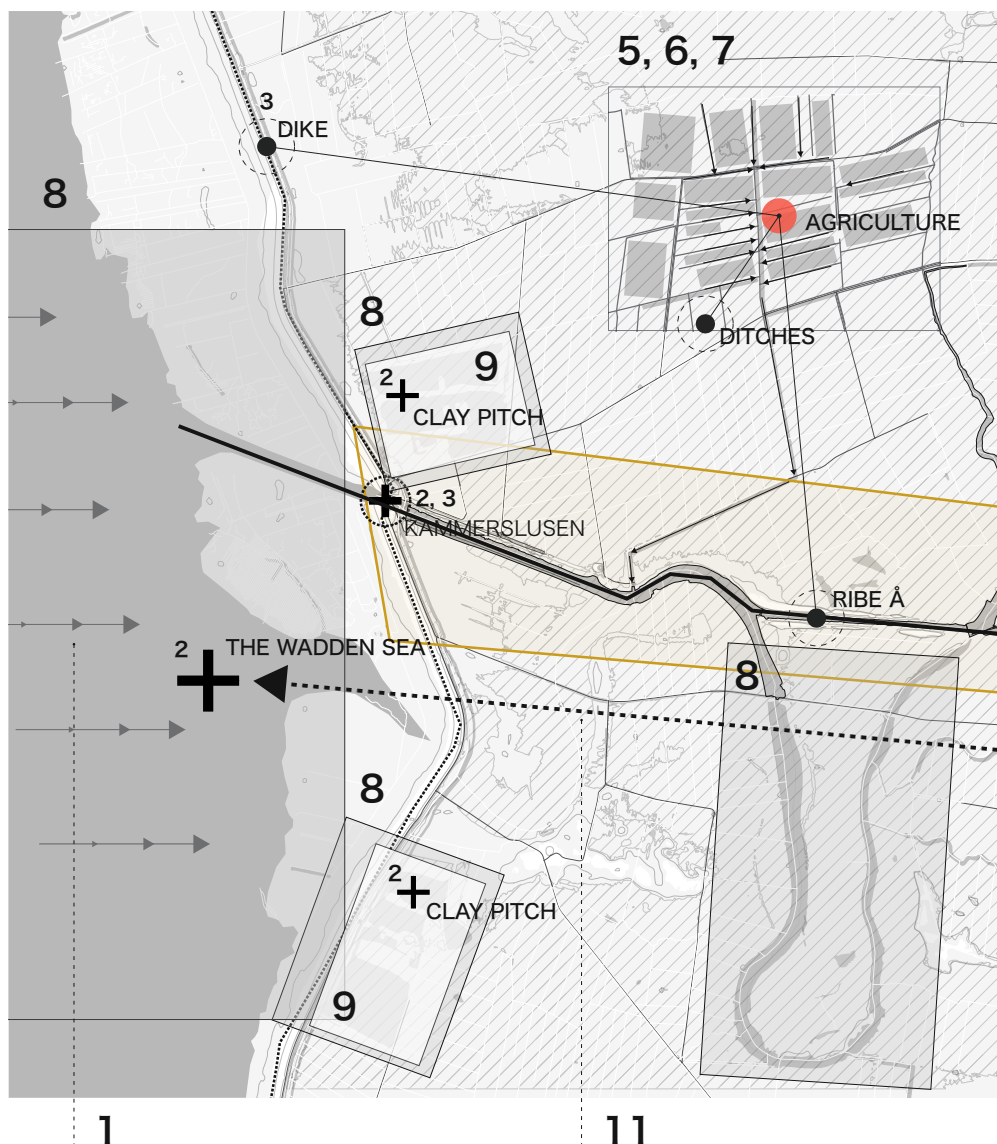 5, 6, 7
3
DIKE
8
AGRICULTURE
8
DITCHES
9
2
CLAY PITCH
2, 3
KAMMERSLUSEN
RIBE Å
2
THE WADDEN SEA
8
8
2
CLAY PITCH
9
1
11